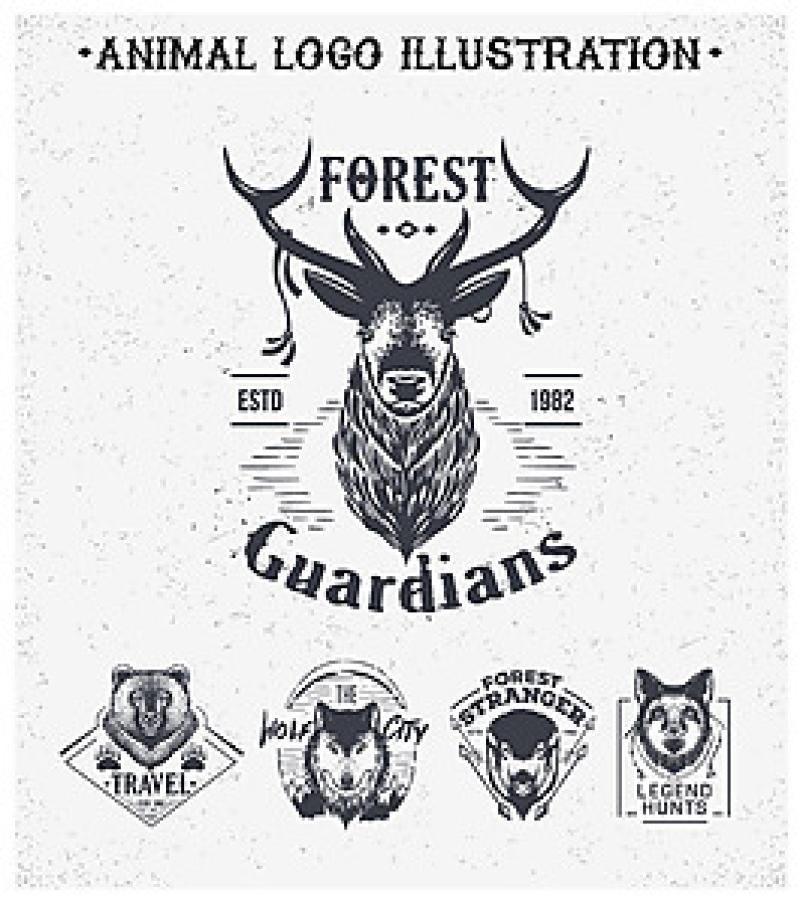 •ANIMAL LOGO ILLUSTRATION•
FOREST
ESTD
1982
Guardians
•TRAVEL•
THE
WOLF CITY
FOREST
STRANGER
LEGEND
HUNTS